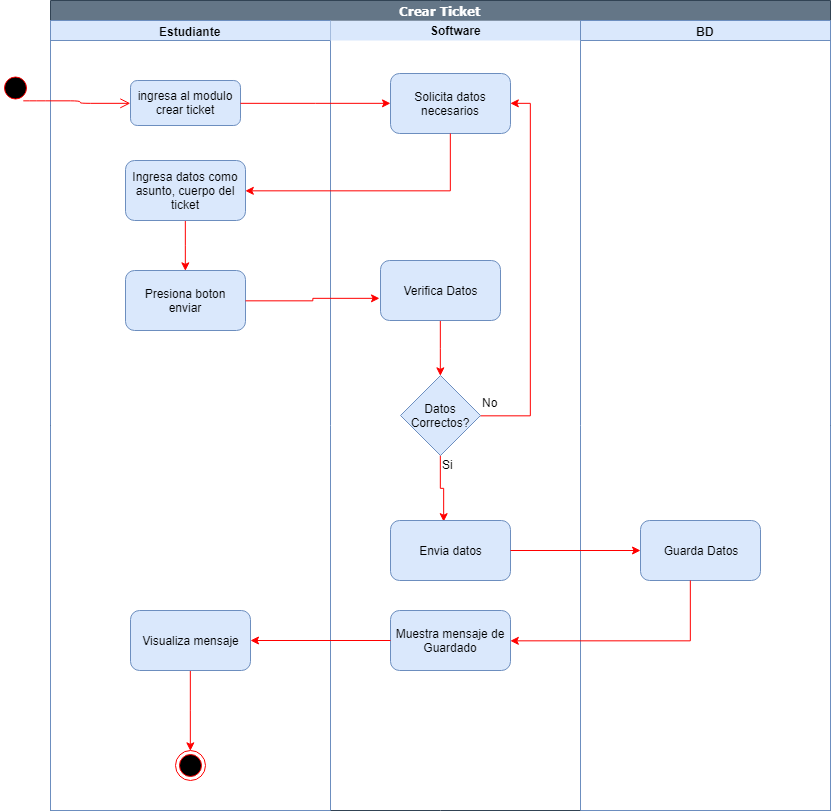 Crear Ticket
Estudiante
Software
BD
ingresa al modulo
crear ticket
Solicita datos
necesarios
Ingresa datos como
asunto, cuerpo del
ticket
Presiona boton
enviar
Verifica Datos
Datos
Correctos?
No
Si
Envia datos
Guarda Datos
Muestra mensaje de
Guardado
Visualiza mensaje